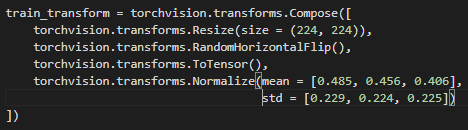 train_transform = torchvision.transforms.Compose([
    torchvision.transforms.Resize(size = (224, 224)),
    torchvision.transforms.RandomHorizontalFlip(),
    torchvision.transforms.ToTensor(),
    torchvision.transforms.Normalize(mean = [0.485, 0.456, 0.406],
                                     std = [0.229, 0.224, 0.225])
])